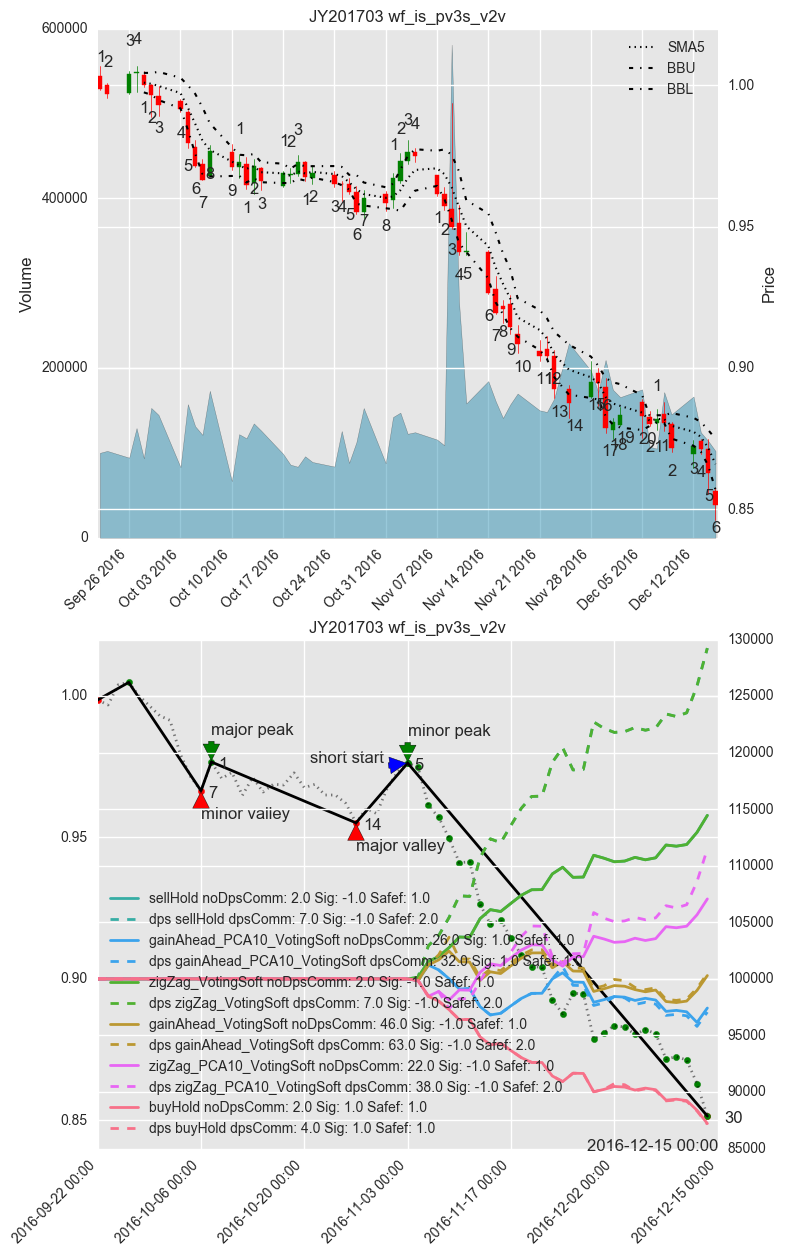 JY201703 wf_is_pv3s_v2v
600000
400000
200000
0
Volume
SMA5
BBU
BBL
1.00
0.95
0.90
0.85
Price
Sep 26 2016
Oct 03 2016
Oct 10 2016
Oct 17 2016
Oct 24 2016
Oct 31 2016
Nov 07 2016
Nov 14 2016
Nov 21 2016
Nov 28 2016
Dec 05 2016
Dec 12 2016
JY201703 wf_is_pv3s_v2v
1.00
0.95
0.90
0.85
130000
125000
120000
115000
110000
105000
100000
95000
90000
85000
major peak
1
7
minor valley
short start
minor peak
5
14
major valley
sellHold noDpsComm: 2.0 Sig: -1.0 Safef: 1.0
dps sellHold dpsComm: 7.0 Sig: -1.0 Safef: 2.0
gainAhead_PCA10_VotingSoft noDpsComm: 26.0 Sig: 1.0 Safef: 1.0
dps gainAhead_PCA10_VotingSoft dpsComm: 32.0 Sig: 1.0 Safef: 1.0
zigZag_VotingSoft noDpsComm: 2.0 Sig: -1.0 Safef: 1.0
dps zigZag_VotingSoft dpsComm: 7.0 Sig: -1.0 Safef: 2.0
gainAhead_VotingSoft noDpsComm: 46.0 Sig: -1.0 Safef: 1.0
dps gainAhead_VotingSoft dpsComm: 63.0 Sig: -1.0 Safef: 2.0
zigZag_PCA10_VotingSoft noDpsComm: 22.0 Sig: -1.0 Safef: 1.0
dps zigZag_PCA10_VotingSoft dpsComm: 38.0 Sig: -1.0 Safef: 2.0
buyHold noDpsComm: 2.0 Sig: 1.0 Safef: 1.0
dps buyHold dpsComm: 4.0 Sig: 1.0 Safef: 1.0
30
2016-12-15 00:00
2016-09-22 00:00
2016-10-06 00:00
2016-10-20 00:00
2016-11-03 00:00
2016-11-17 00:00
2016-12-02 00:00
2016-12-15 00:00